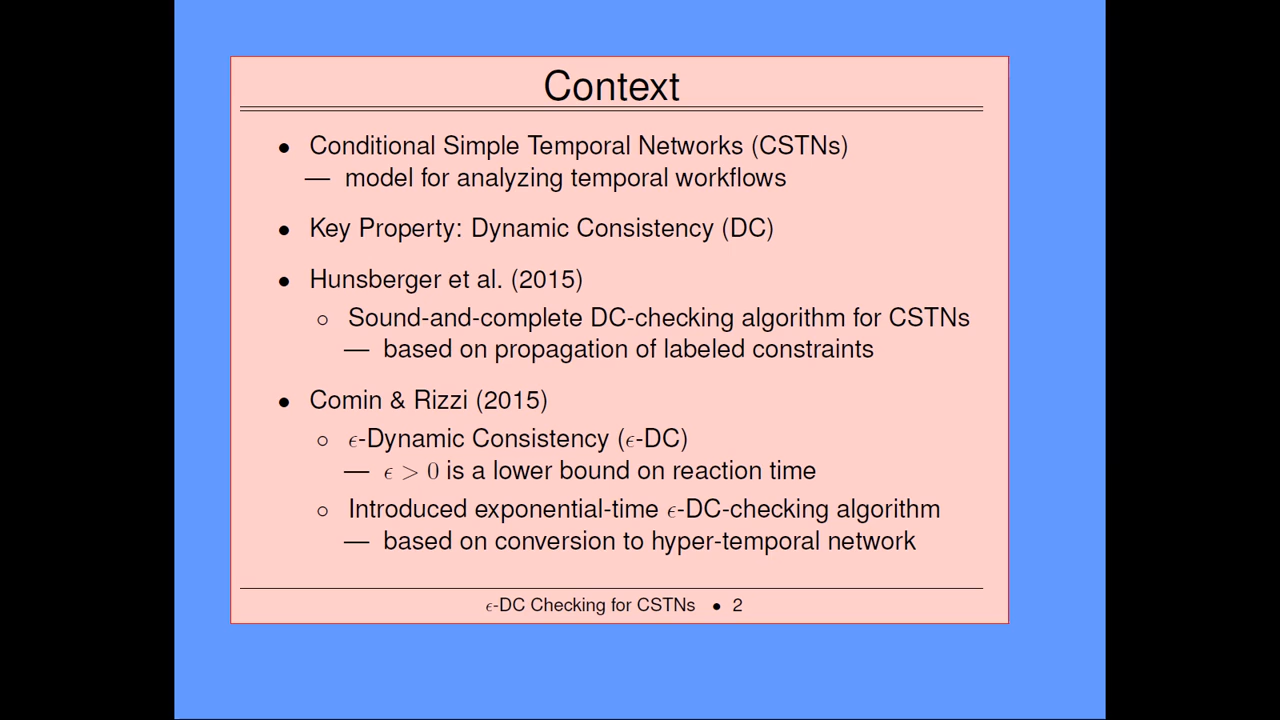 Context
• Conditional Simple Temporal Networks (CSTNs)
— model for analyzing temporal workflows
• Key Property: Dynamic Consistency (DC)
• Hunsberger et al. (2015)
○ Sound-and-complete DC-checking algorithm for CSTNs
— based on propagation of labeled constraints
• Comin & Rizzi (2015)
○ ϵ-Dynamic Consistency (ϵ-DC)
— ϵ > 0 is a lower bound on reaction time
○ Introduced exponential-time ϵ-DC-checking algorithm
— based on conversion to hyper-temporal network
ϵ-DC Checking for CSTNs • 2